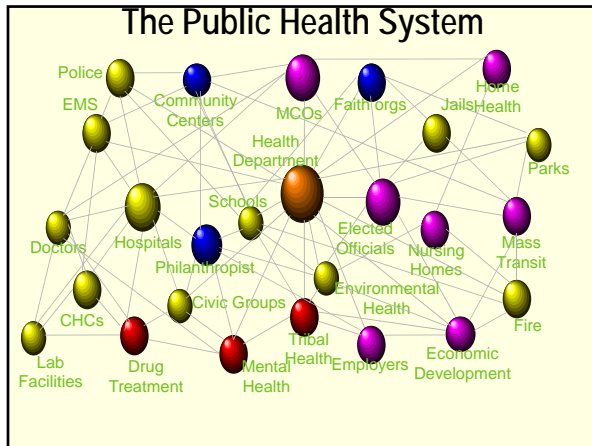 The Public Health System
Police
EMS
Community
Centers
MCOs
Faith orgs
Jails
Home
Health
Health
Department
Parks
Schools
Doctors
Hospitals
Philanthropist
Elected
Officials
Nursing
Homes
Mass
Transit
CHCs
Civic Groups
Environmental
Health
Fire
Lab
Facilities
Drug
Treatment
Mental
Health
Tribal
Health
Employers
Economic
Development